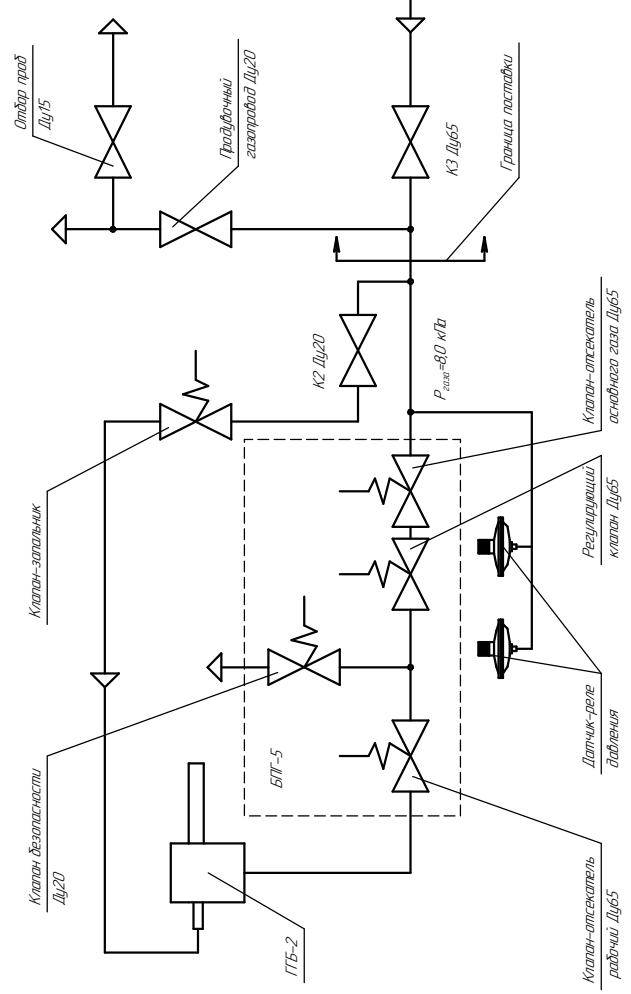 Клапан безопасности
Ду20
Клапан-запальник
Отбор проб
Ду15
Продувочный
газопровод Ду20
ГГБ-2
БПГ-5
К2 Ду20
К3 Ду65
Pгаза=8,0 кПа
Граница поставки
Клапан-отсекатель
рабочий Ду65
Датчик-реле
давления
Регулирующий
клапан Ду65
Клапан-отсекатель
основного газа Ду65